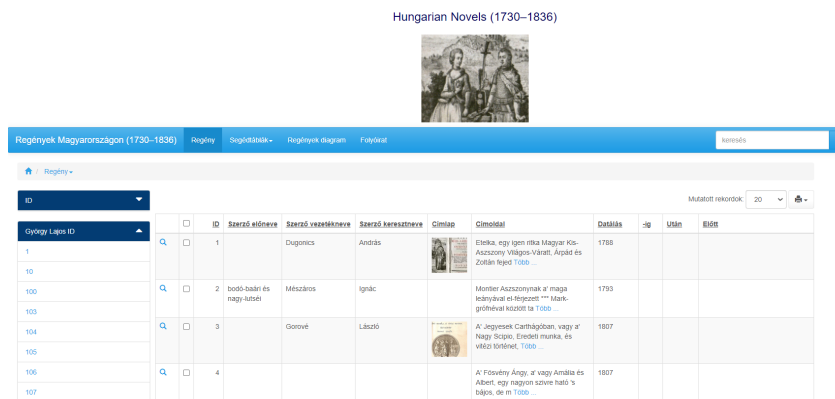 Hungarian Novels (1730–1836)
Regények Magyarországon (1730–1836) Regény Segédtáblák Regények diagram Folyóirat keresés
/ Regény
ID
Mutatott rekordok: 20
György Lajos ID
1
10
100
103
104
105
106
107
ID Szerző előneve Szerző vezetékneve Szerző keresztneve Címlap Címoldal Datálás -ig Után Előtt
1 Dugonics András Etelka, egy igen ritka Magyar Kis-
Aszszony Világos-Váratt, Árpád és
Zoltán fejed Több ...
1788
2 bodó-baári és
nagy-lutséi
Mészáros Ignác Montier Aszszonynak a' maga
leányával el-férjezett *** Mark-
grófnéval közlött ta Több ...
1793
3 Gorové László A' Jegyesek Carthágóban, vagy a'
Nagy Scipio, Eredeti munka, és
vitézi történet, Több ...
1807
4 A' Fösvény Ángy, a' vagy Amália és
Albert, egy nagyon szivre ható 's
bájos, de m Több ...
1807